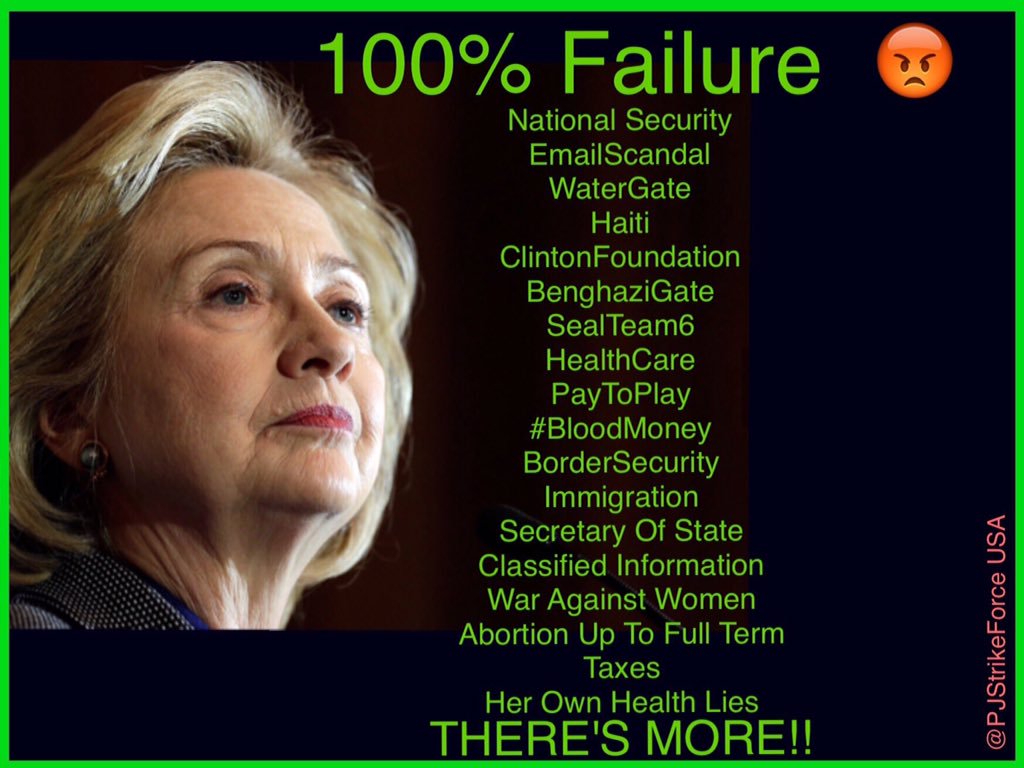 100% Failure
National Security
EmailScandal
WaterGate
Haiti
ClintonFoundation
BenghaziGate
SealTeam6
HealthCare
PayToPlay
#BloodMoney
BorderSecurity
Immigration
Secretary Of State
Classified Information
War Against Women
Abortion Up To Full Term
Taxes
Her Own Health Lies
THERE'S MORE!!
@PJStrikeForce USA